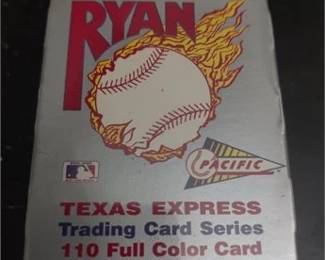 RYAN
PACIFIC
TEXAS EXPRESS
Trading Card Series
110 Full Color Card